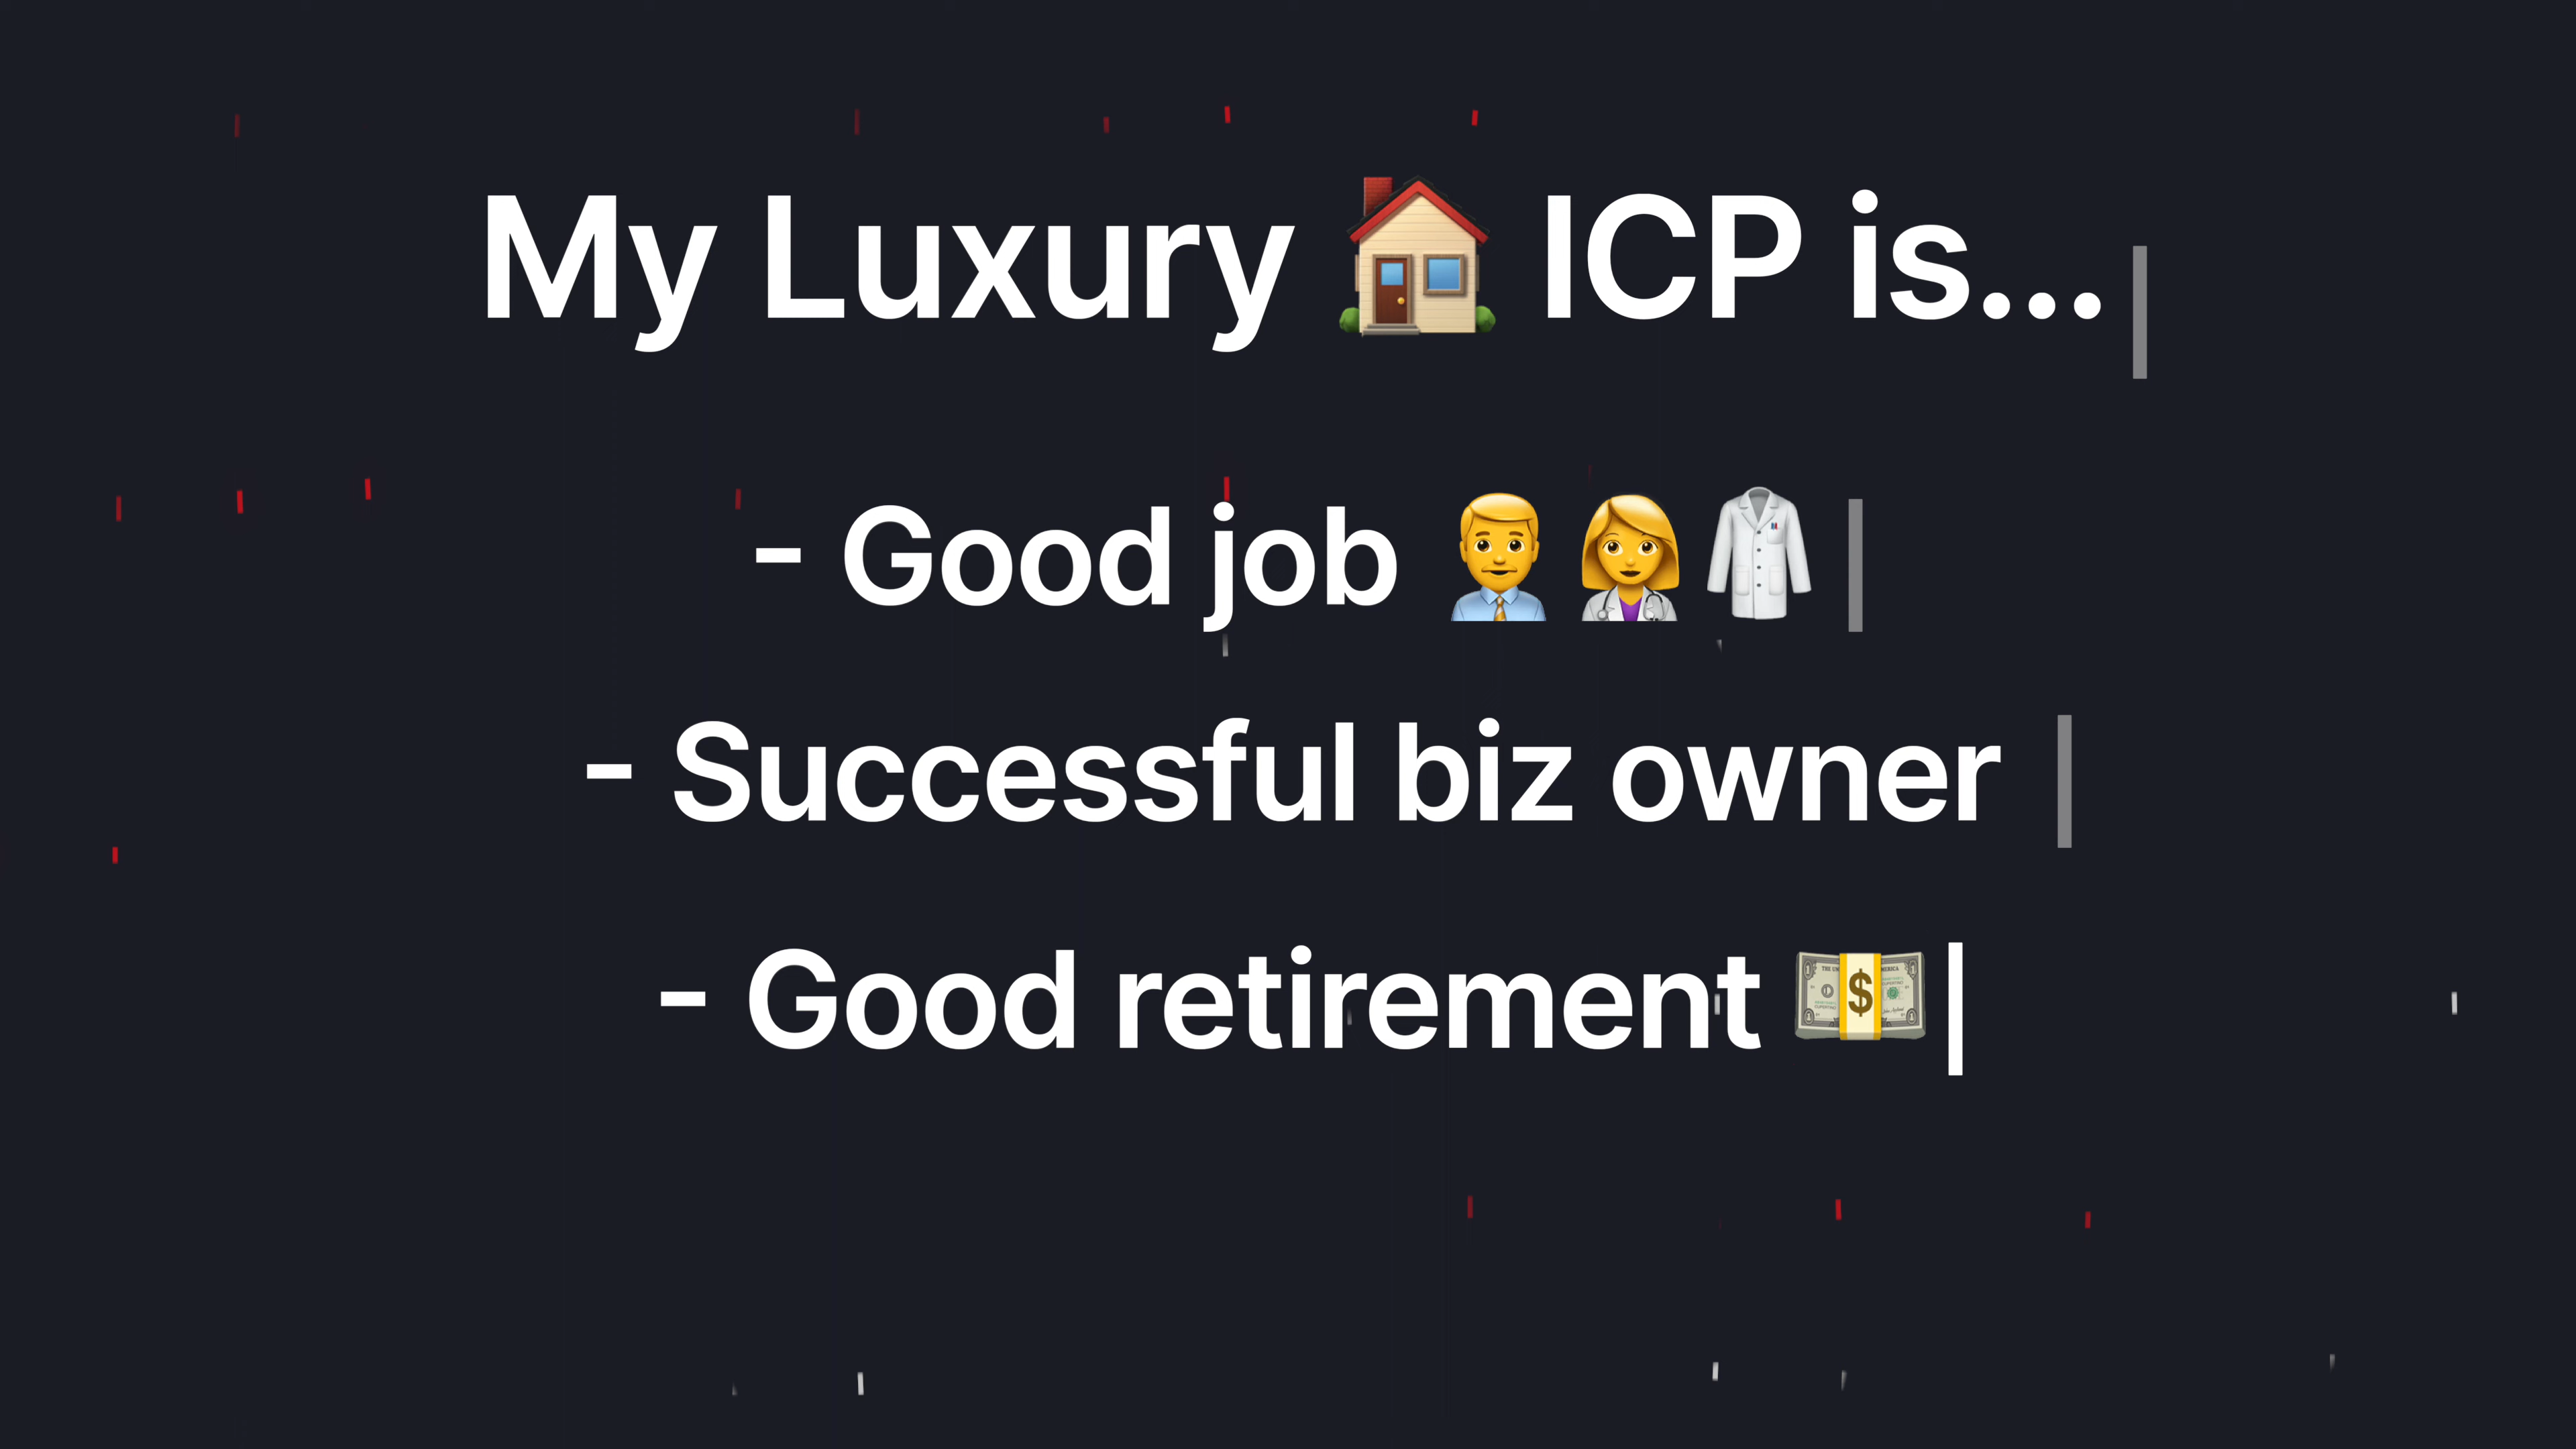 My Luxury 🏠 ICP is...
- Good job 👨‍💼 👩‍⚕️ 🥼
- Successful biz owner
- Good retirement 💵